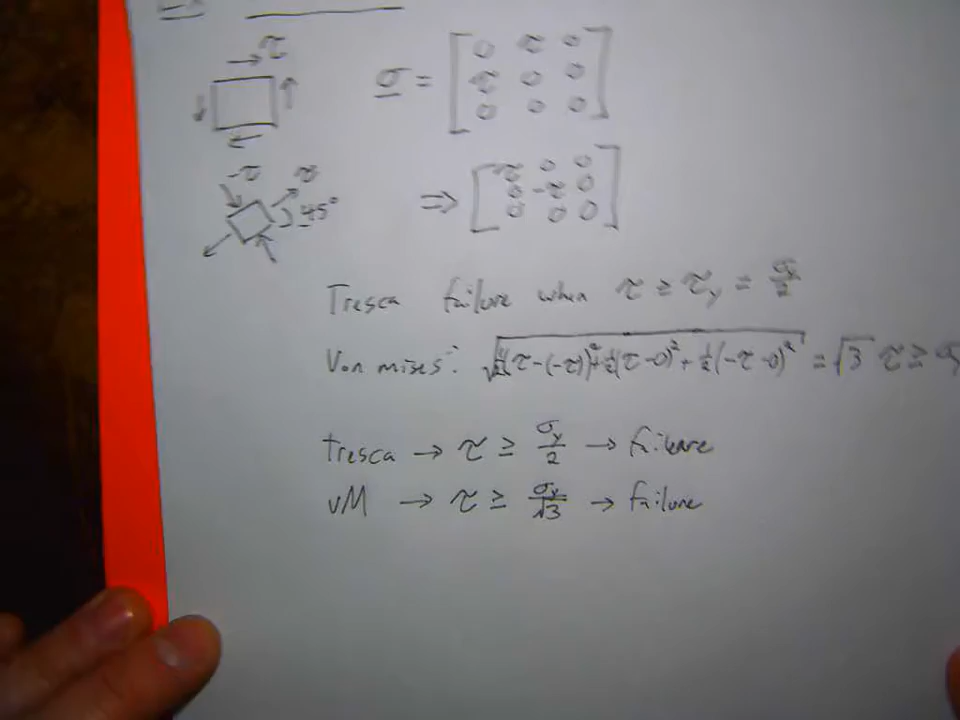 → τ
σ = [ 0 τ 0
τ 0 0
0 0 0 ]
-τ τ
45°
⇒ [ τ 0 0
0 -τ 0
0 0 0 ]
Tresca failure when τ ≥ τy = σy/2
Von mises: √(½(τ-(-τ))² + ½(τ-0)² + ½(-τ-0)²) = √3 τ ≥ σy
tresca → τ ≥ σy/2 → failure
vM → τ ≥ σy/√3 → failure